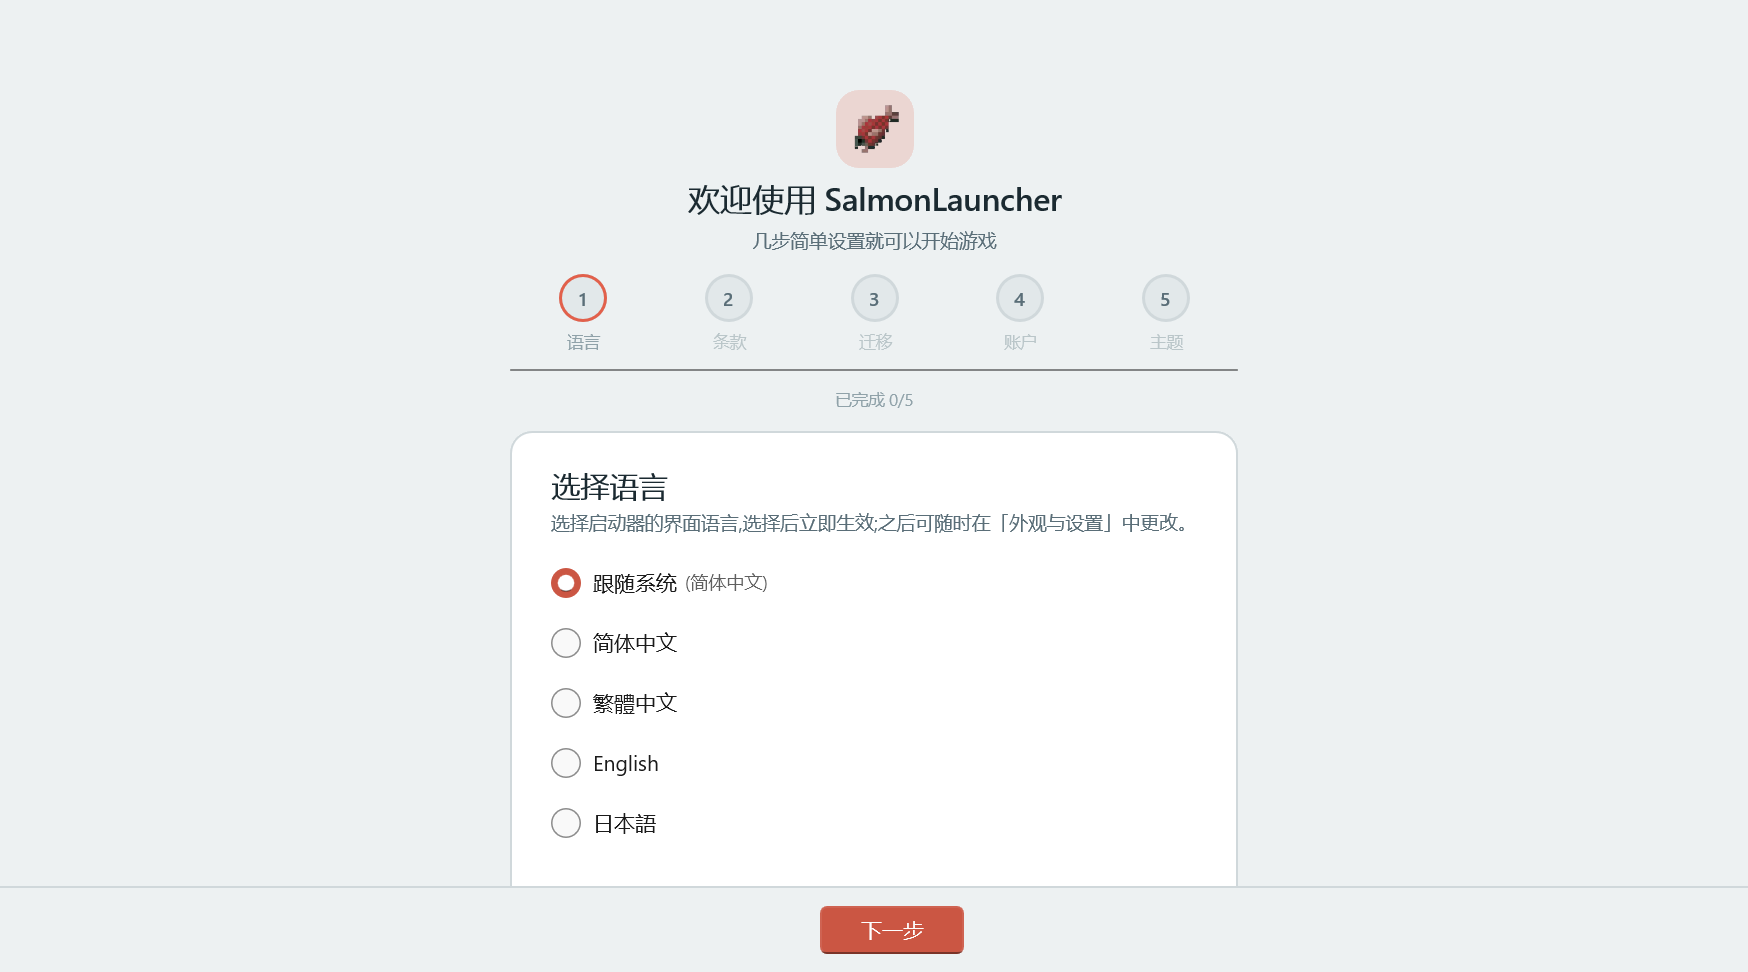 欢迎使用 SalmonLauncher
几步简单设置就可以开始游戏
1 2 3 4 5
语言 条款 迁移 账户 主题
已完成 0/5
选择语言
选择启动器的界面语言,选择后立即生效;之后可随时在「外观与设置」中更改。
跟随系统 (简体中文)
简体中文
繁體中文
English
日本語
下一步